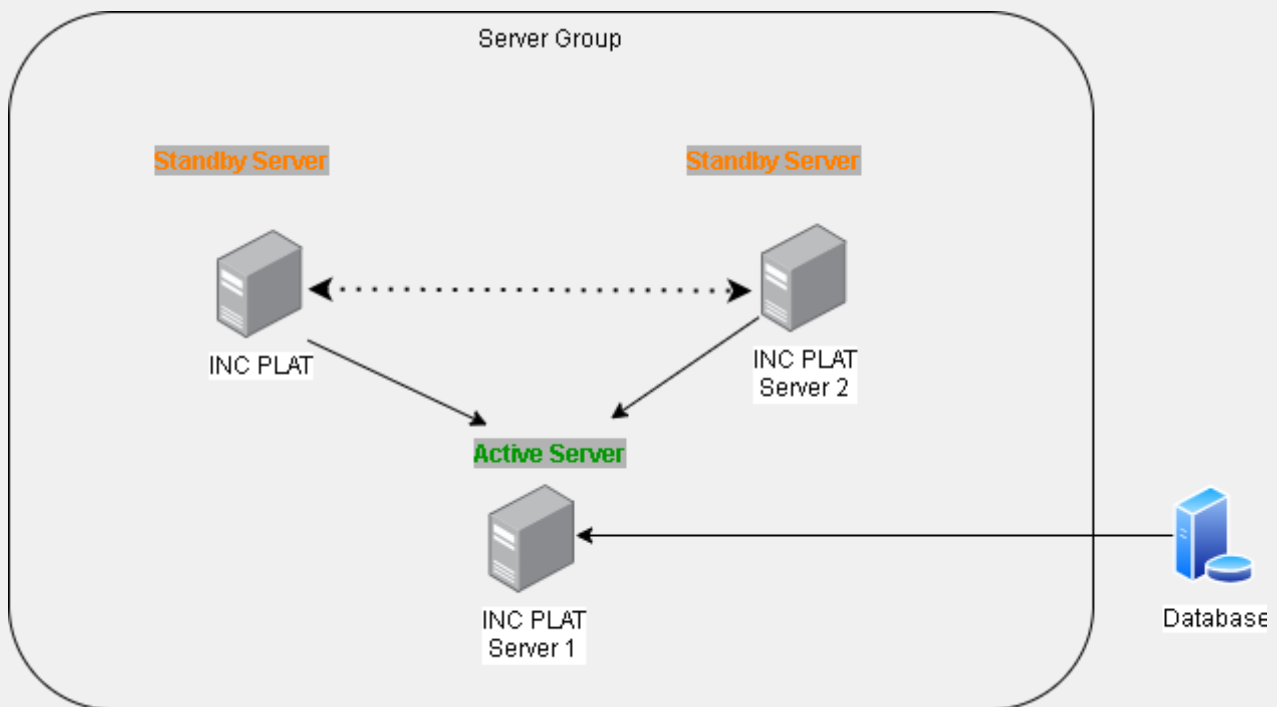 Server Group
Standby Server
Standby Server
INC PLAT
INC PLAT
Server 2
Active Server
INC PLAT
Server 1
Database